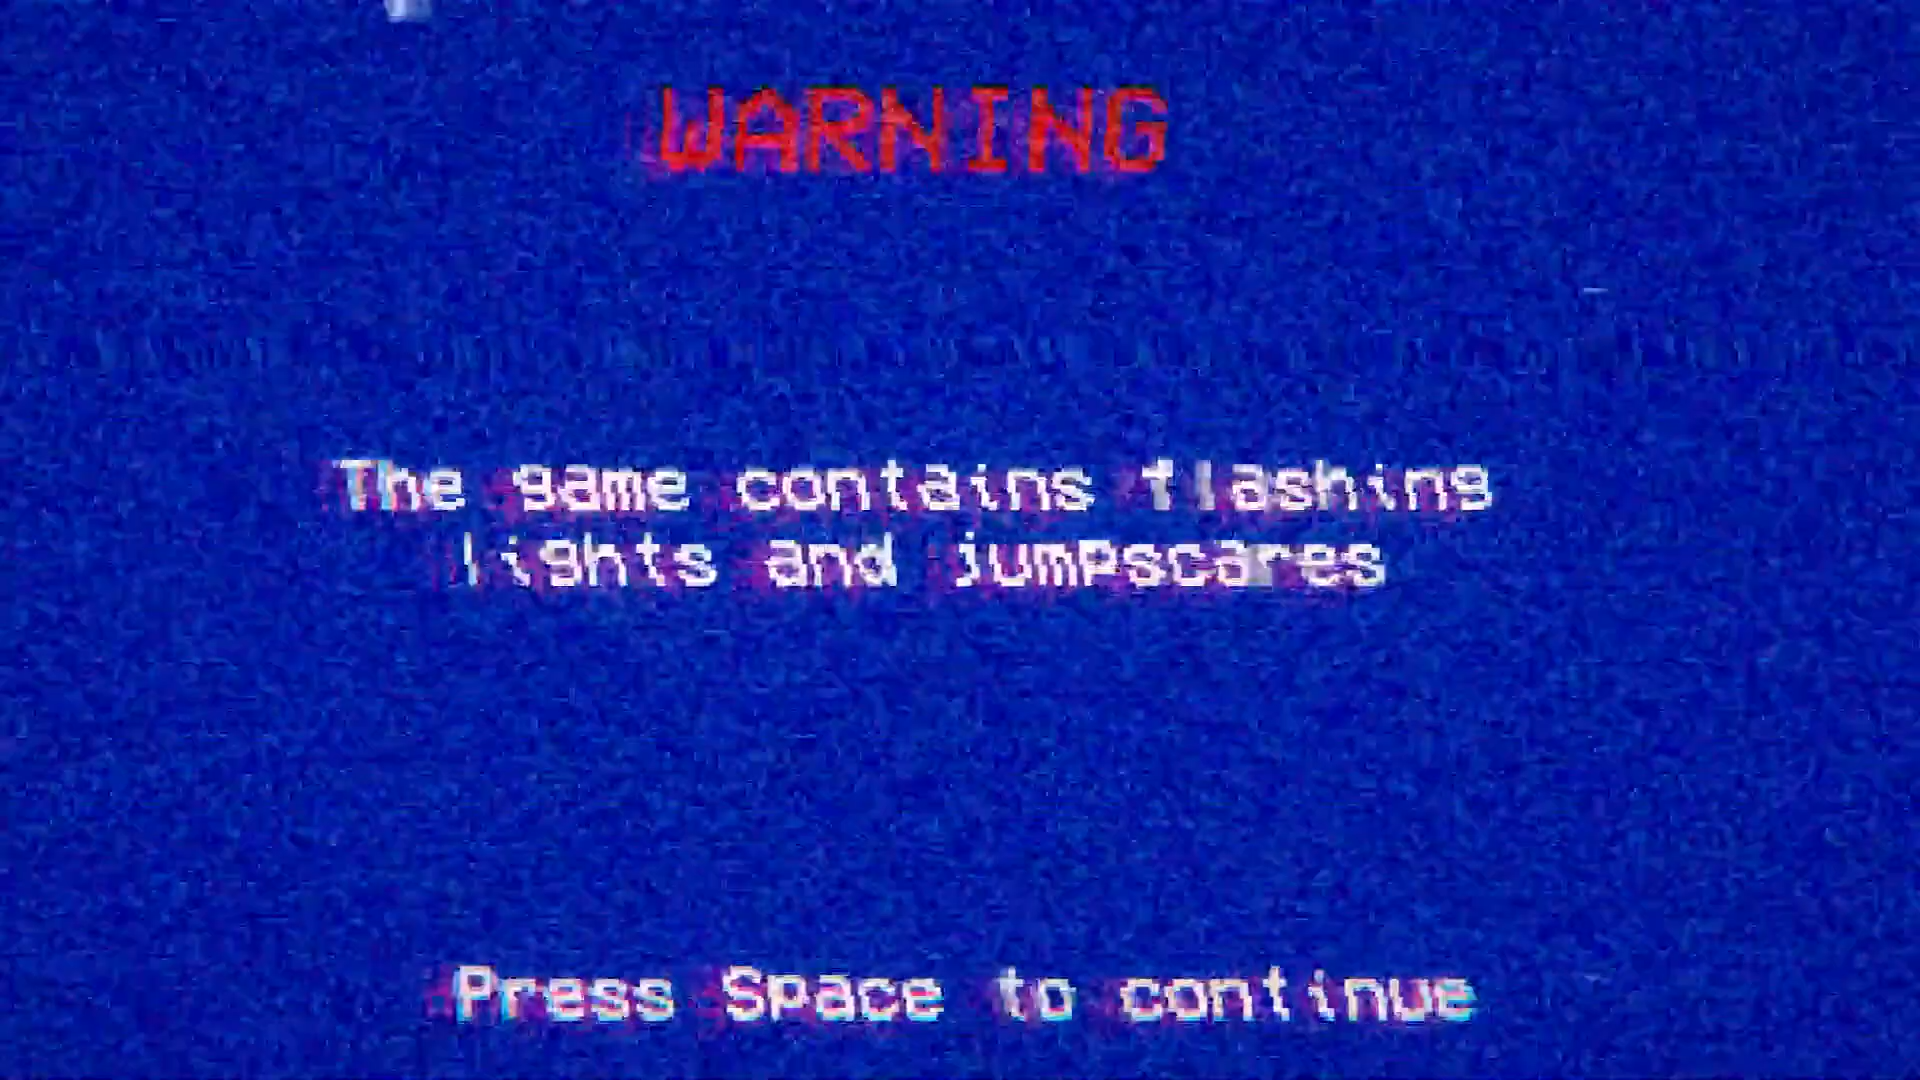 WARNING
The game contains flashing
lights and jumpscares
Press Space to continue